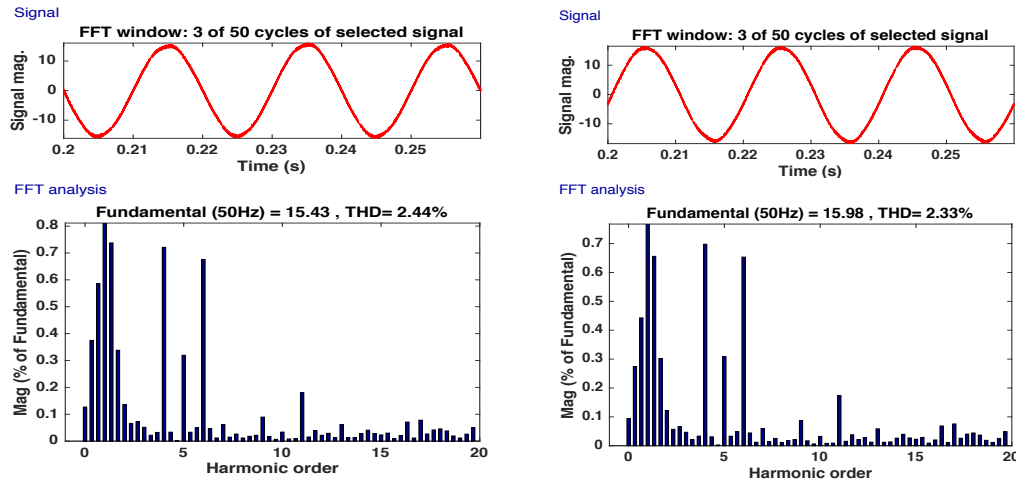 Signal
FFT window: 3 of 50 cycles of selected signal
10
0
-10
Signal mag.
0.2 0.21 0.22 0.23 0.24 0.25
Time (s)
FFT analysis
Fundamental (50Hz) = 15.43 , THD= 2.44%
0.8
0.7
0.6
0.5
0.4
0.3
0.2
0.1
0
Mag (% of Fundamental)
0 5 10 15 20
Harmonic order
Signal
FFT window: 3 of 50 cycles of selected signal
10
0
-10
Signal mag.
0.2 0.21 0.22 0.23 0.24 0.25
Time (s)
FFT analysis
Fundamental (50Hz) = 15.98 , THD= 2.33%
0.7
0.6
0.5
0.4
0.3
0.2
0.1
0
Mag (% of Fundamental)
0 5 10 15 20
Harmonic order